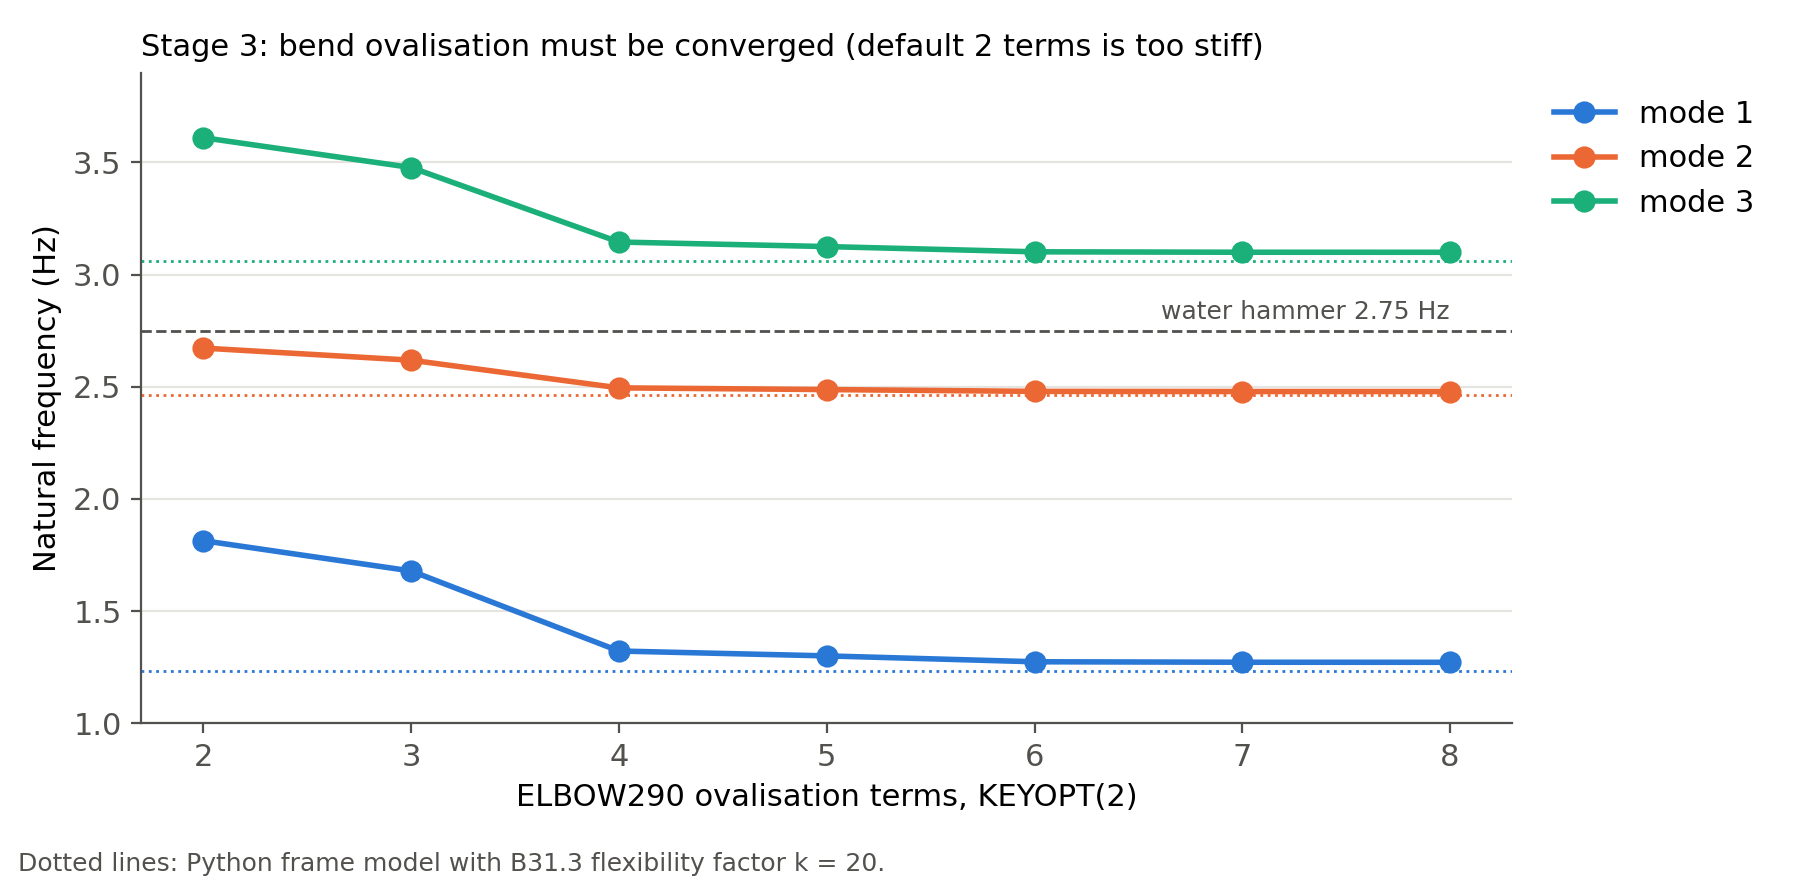 Stage 3: bend ovalisation must be converged (default 2 terms is too stiff)
mode 1
mode 2
mode 3
Natural frequency (Hz)
3.5
3.0
2.5
2.0
1.5
1.0
water hammer 2.75 Hz
2 3 4 5 6 7 8
ELBOW290 ovalisation terms, KEYOPT(2)
Dotted lines: Python frame model with B31.3 flexibility factor k = 20.